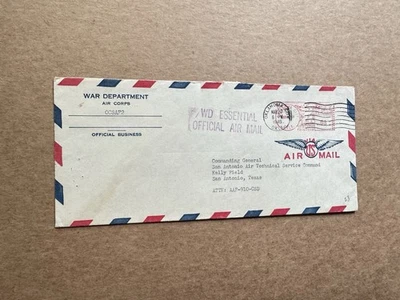 WAR DEPARTMENT
AIR CORPS
OFFICIAL BUSINESS
WD ESSENTIAL
OFFICIAL AIR MAIL
US
AIR MAIL
Commanding General
San Antonio Air Technical Service Command
Kelly Field
San Antonio, Texas